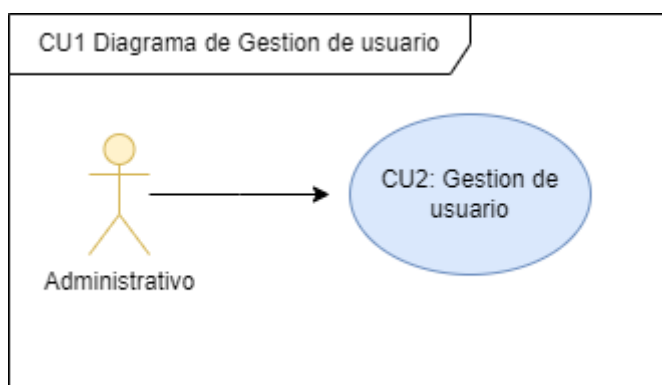 CU1 Diagrama de Gestion de usuario
CU2: Gestion de
usuario
Administrativo